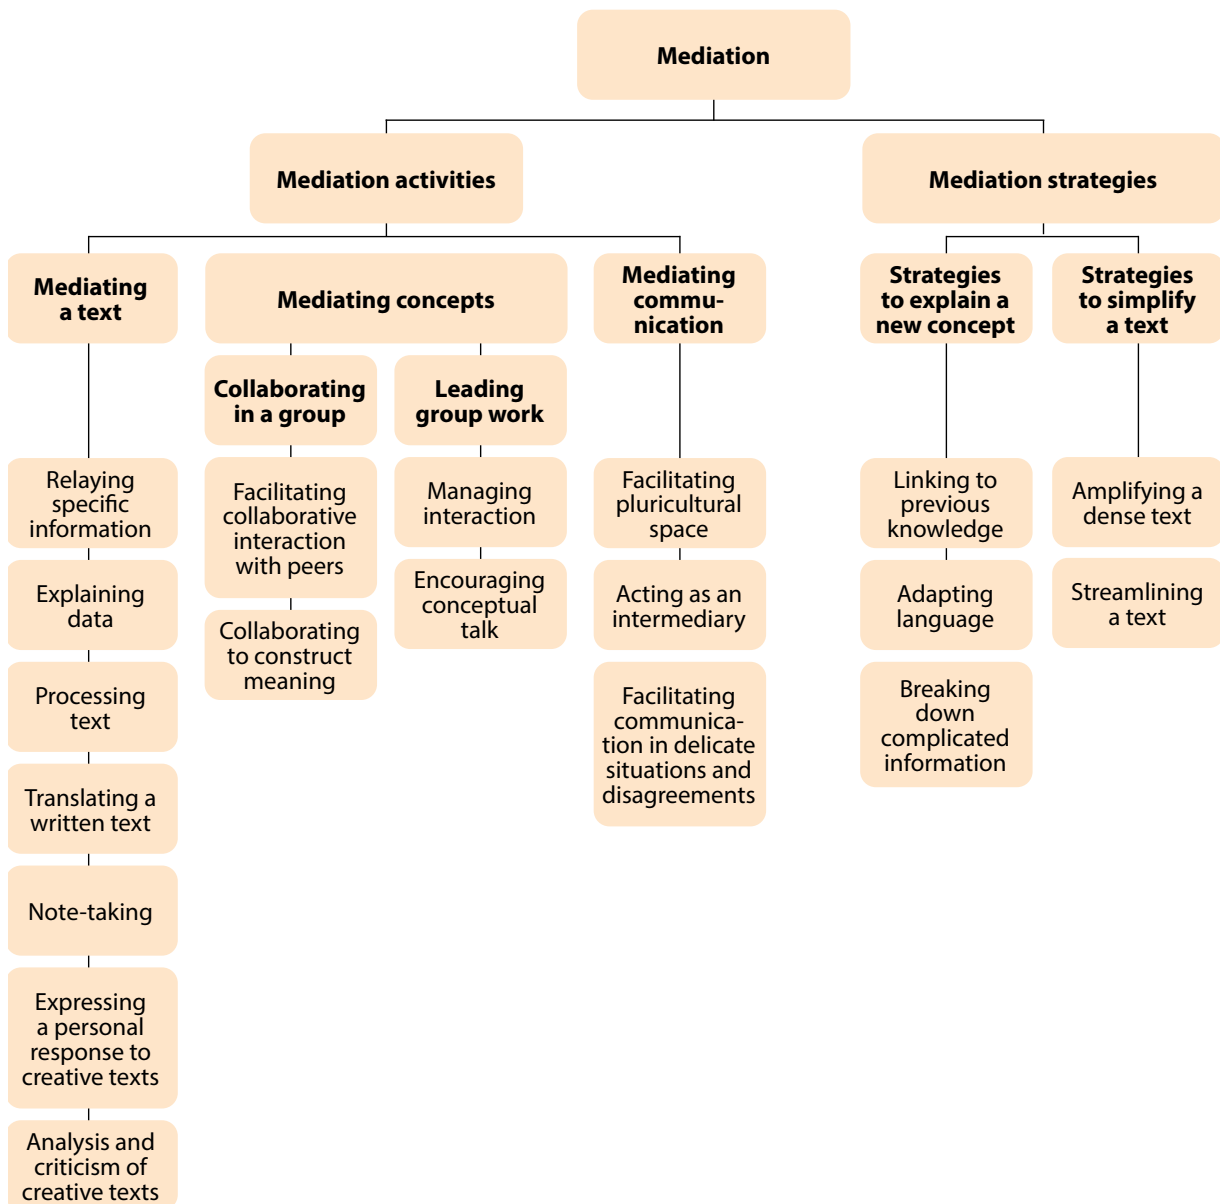 Mediation
Mediation activities
Mediation strategies
Mediating
a text
Mediating concepts
Mediating
commu-
nication
Strategies
to explain a
new concept
Strategies
to simplify
a text
Collaborating
in a group
Leading
group work
Relaying
specific
information
Explaining
data
Processing
text
Translating a
written text
Note-taking
Expressing
a personal
response to
creative texts
Analysis and
criticism of
creative texts
Facilitating
collaborative
interaction
with peers
Collaborating
to construct
meaning
Managing
interaction
Encouraging
conceptual
talk
Facilitating
pluricultural
space
Acting as an
intermediary
Facilitating
communica-
tion in delicate
situations and
disagreements
Linking to
previous
knowledge
Adapting
language
Breaking
down
complicated
information
Amplifying a
dense text
Streamlining
a text